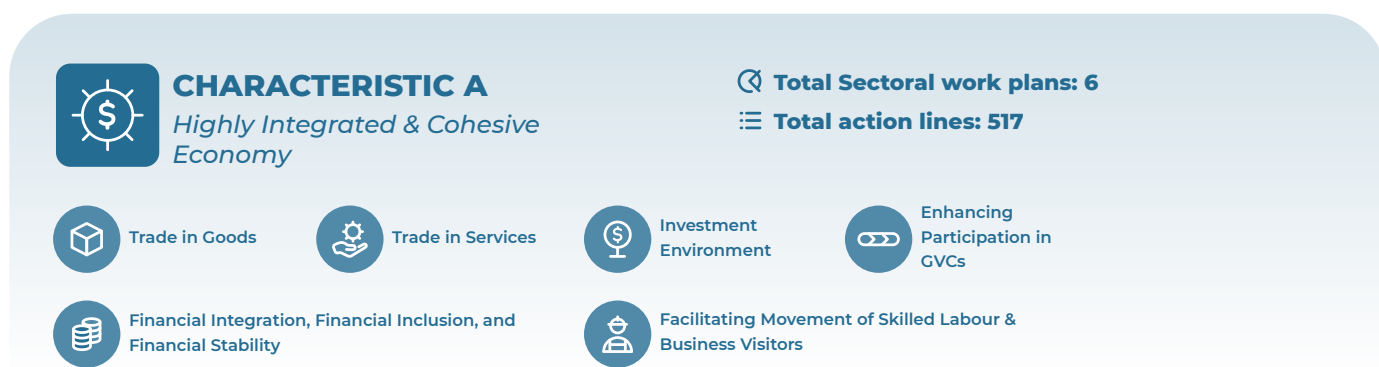 CHARACTERISTIC A
Highly Integrated & Cohesive
Economy
Total Sectoral work plans: 6
Total action lines: 517
Trade in Goods
Trade in Services
Investment
Environment
Enhancing
Participation in
GVCs
Financial Integration, Financial Inclusion, and
Financial Stability
Facilitating Movement of Skilled Labour &
Business Visitors